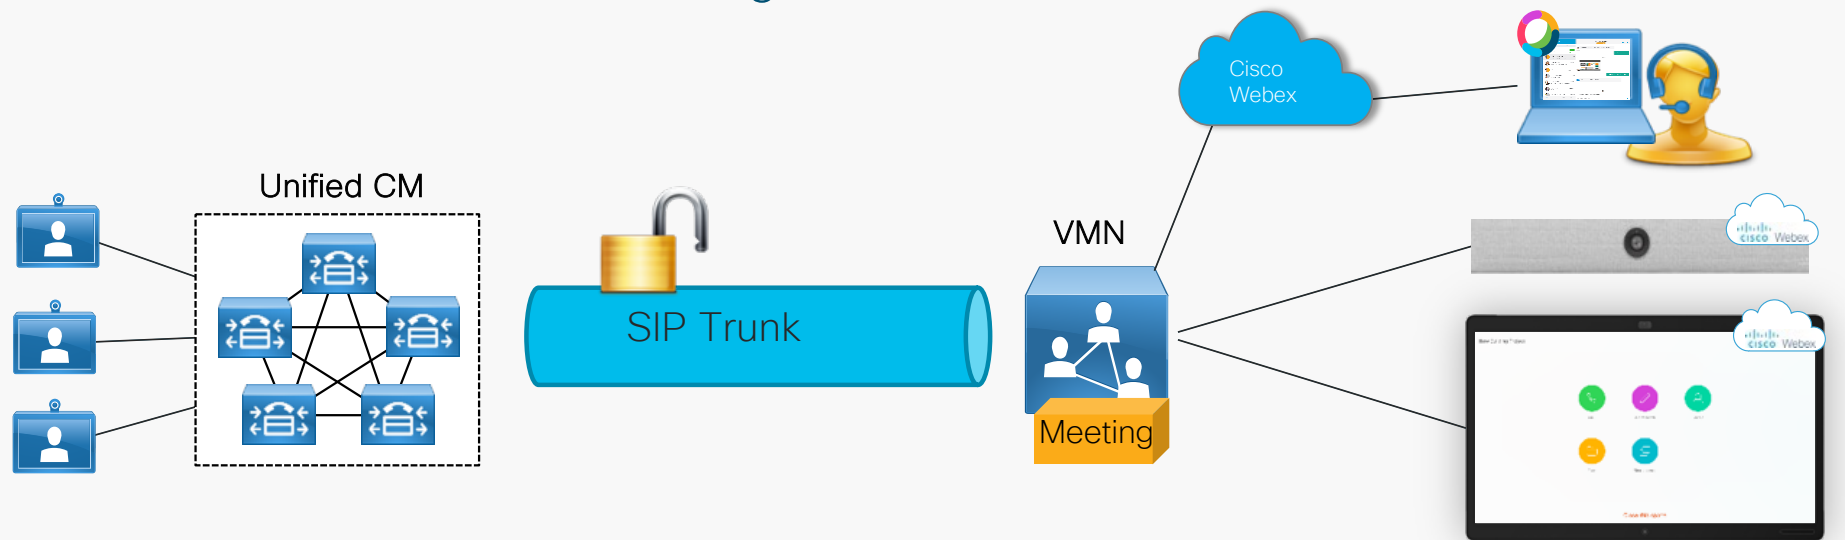 Cisco
Webex
Unified CM
SIP Trunk
VMN
Meeting
CISCO Webex
CISCO Webex